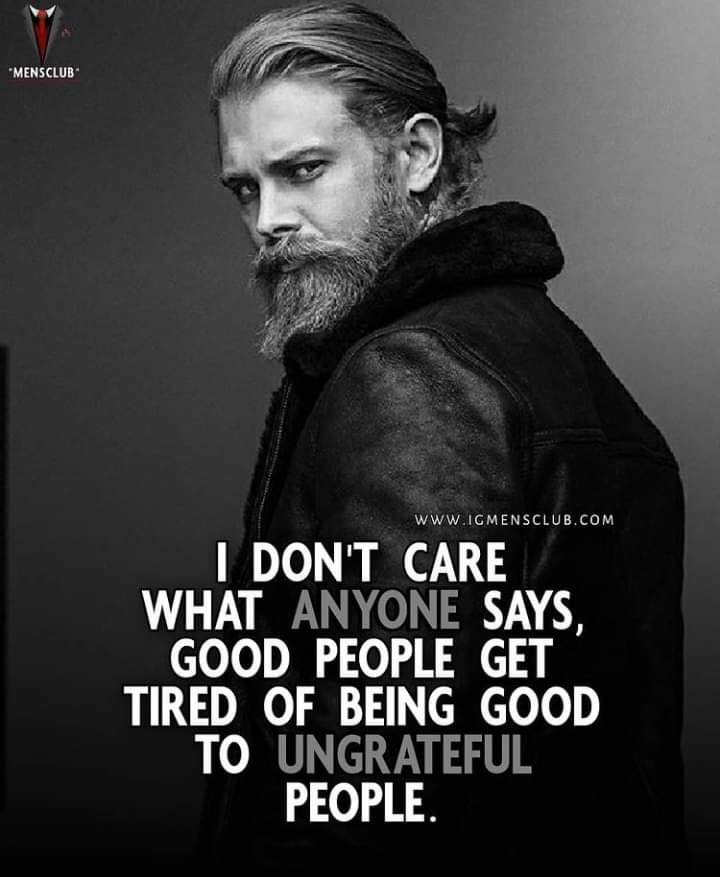 "MENSCLUB"
WWW.IGMENSCLUB.COM
I DON'T CARE
WHAT ANYONE SAYS,
GOOD PEOPLE GET
TIRED OF BEING GOOD
TO UNGRATEFUL
PEOPLE.